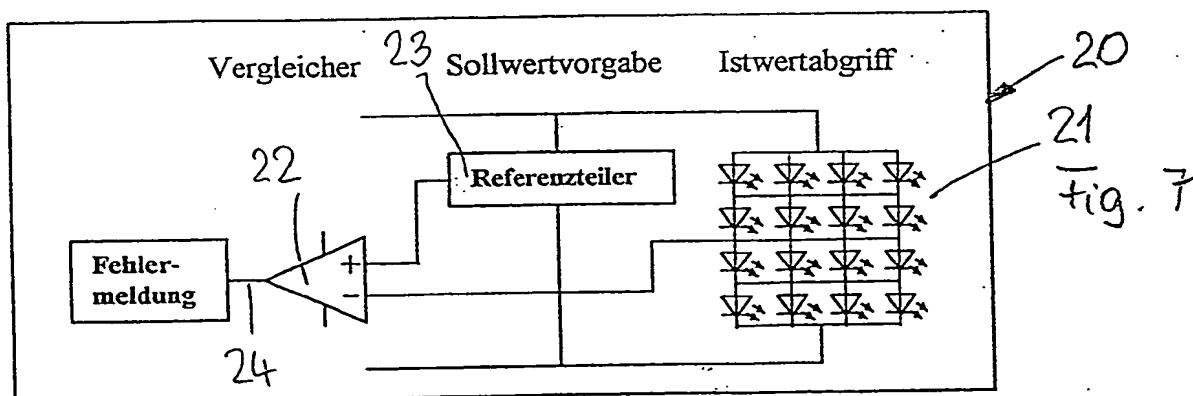 Vergleicher
23
Sollwertvorgabe
Istwertabgriff
20
21
Fig. 7
22
Referenzteiler
+
−
Fehler-
meldung
24